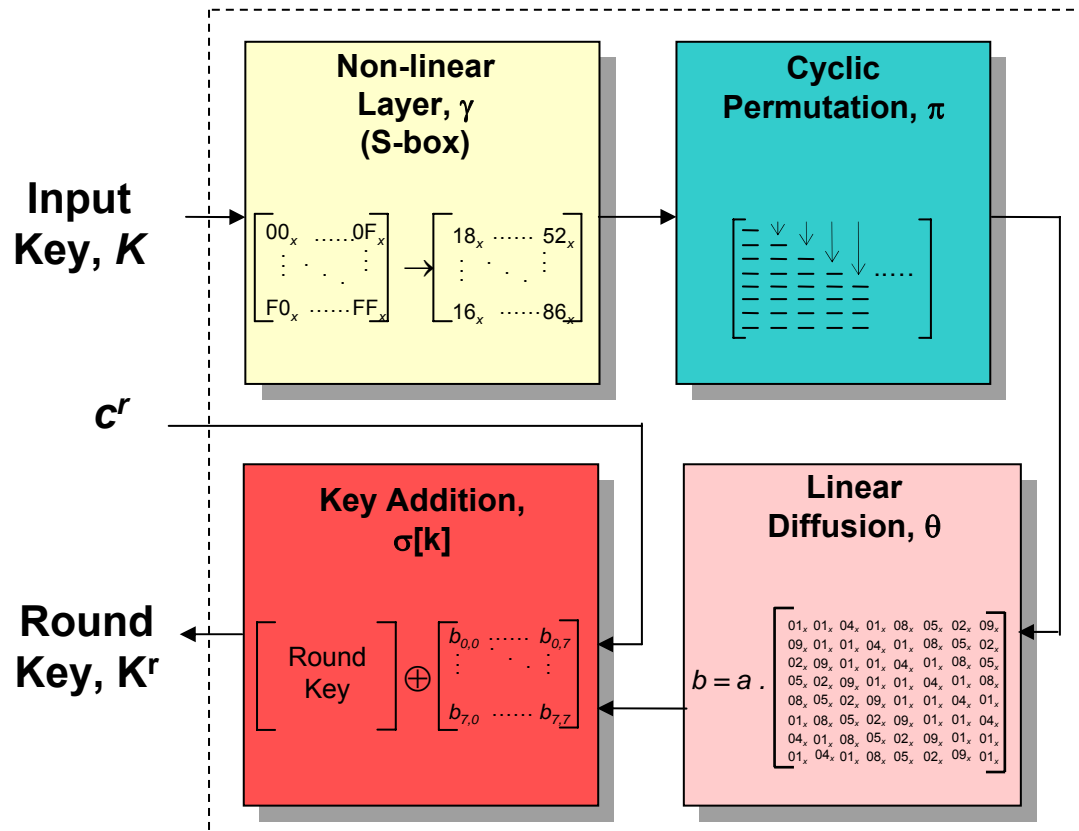 Non-linear
Layer, γ
(S-box)
Cyclic
Permutation, π
Input
Key, K
00ₓ ...... 0Fₓ
F0ₓ ...... FFₓ
→
18ₓ ...... 52ₓ
16ₓ ...... 86ₓ
.....
cʳ
Key Addition,
σ[k]
Linear
Diffusion, θ
Round
Key, Kʳ
Round
Key
⊕
b₀,₀ ...... b₀,₇
b₇,₀ ...... b₇,₇
b = a .
01ₓ 01ₓ 04ₓ 01ₓ 08ₓ 05ₓ 02ₓ 09ₓ
09ₓ 01ₓ 01ₓ 04ₓ 01ₓ 08ₓ 05ₓ 02ₓ
02ₓ 09ₓ 01ₓ 01ₓ 04ₓ 01ₓ 08ₓ 05ₓ
05ₓ 02ₓ 09ₓ 01ₓ 01ₓ 04ₓ 01ₓ 08ₓ
08ₓ 05ₓ 02ₓ 09ₓ 01ₓ 01ₓ 04ₓ 01ₓ
01ₓ 08ₓ 05ₓ 02ₓ 09ₓ 01ₓ 01ₓ 04ₓ
04ₓ 01ₓ 08ₓ 05ₓ 02ₓ 09ₓ 01ₓ 01ₓ
01ₓ 04ₓ 01ₓ 08ₓ 05ₓ 02ₓ 09ₓ 01ₓ